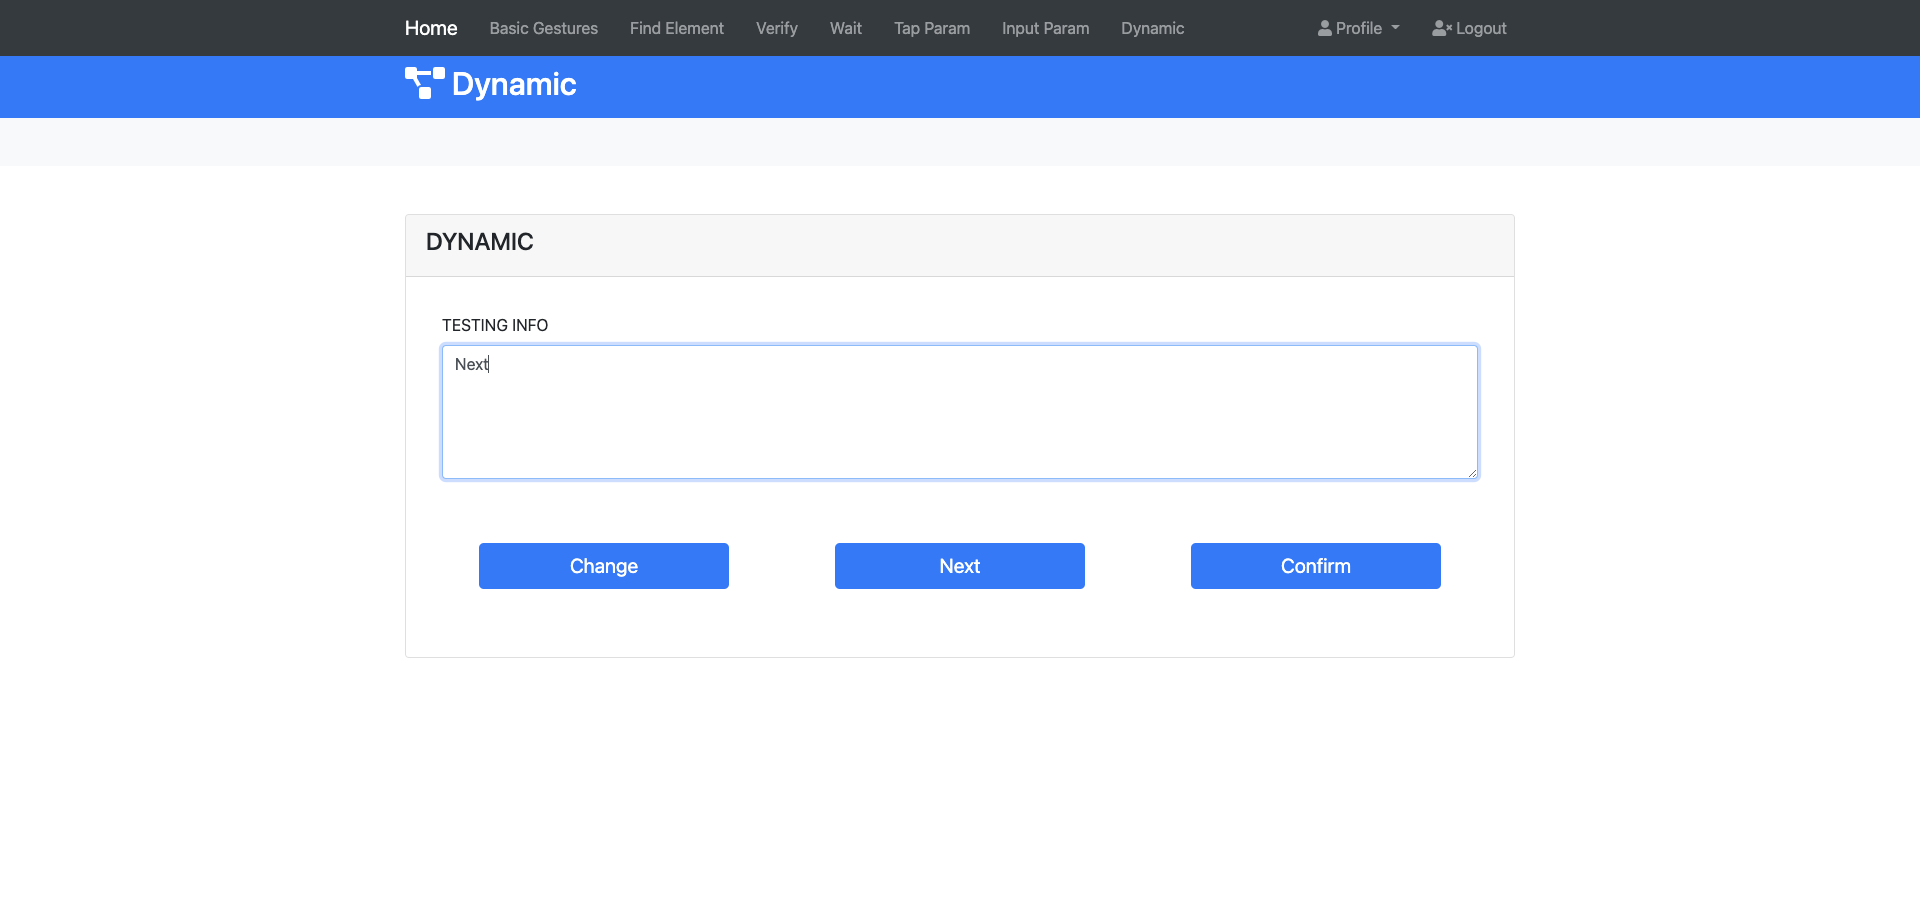 Home Basic Gestures Find Element Verify Wait Tap Param Input Param Dynamic Profile Logout
Dynamic
DYNAMIC
TESTING INFO
Next
Change Next Confirm